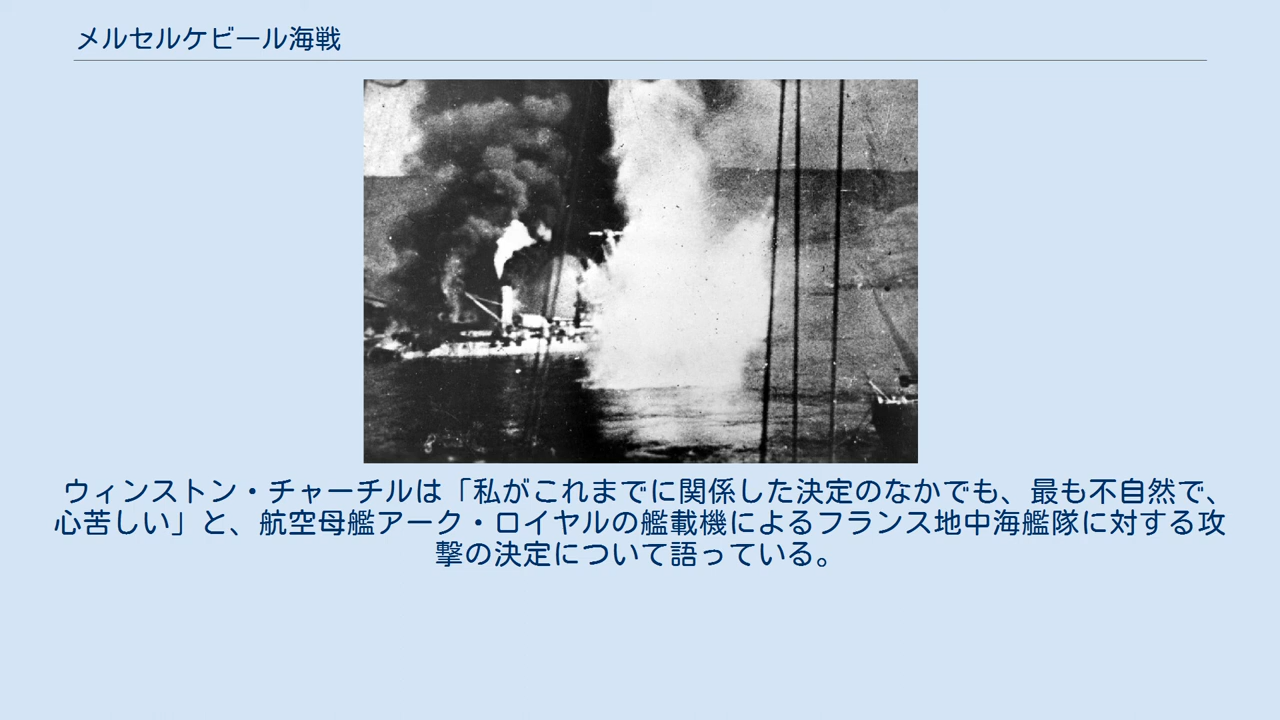 メルセルケビール海戦
ウィンストン・チャーチルは「私がこれまでに関係した決定のなかでも、最も不自然で、
心苦しい」と、航空母艦アーク・ロイヤルの艦載機によるフランス地中海艦隊に対する攻
撃の決定について語っている。